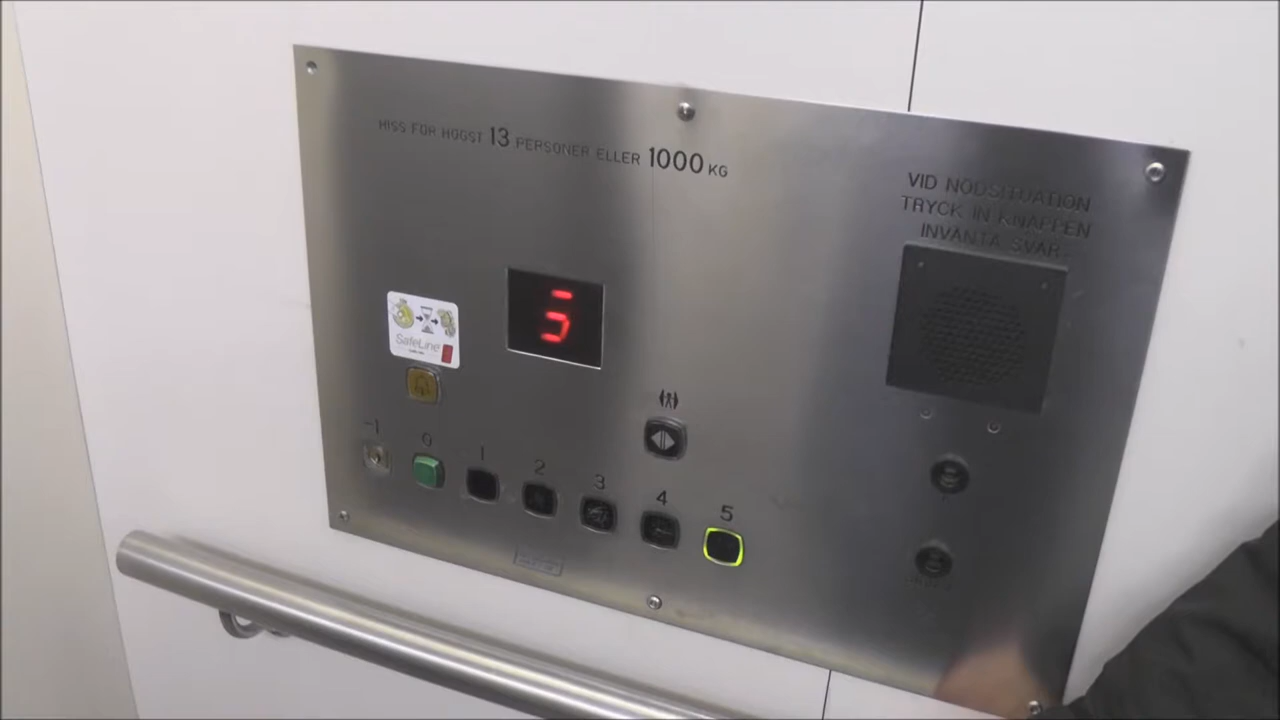 HISS FÖR HÖGST 13 PERSONER ELLER 1000 KG
VID NÖDSITUATION
TRYCK IN KNAPPEN
INVÄNTA SVAR
SafeLine
-1 0 1 2 3 4 5